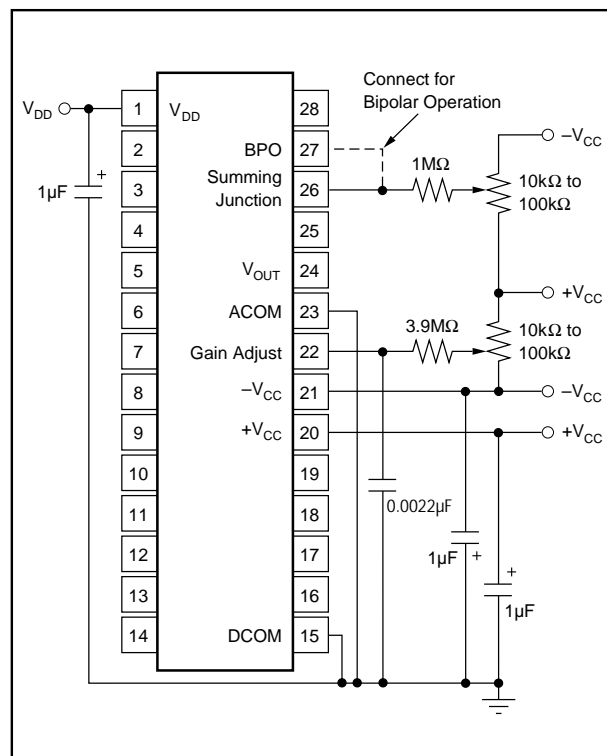 Connect for
Bipolar Operation
V_DD
1
V_DD
28
−V_CC
2
BPO
27
1µF
+
3
Summing
Junction
26
1MΩ
10kΩ to
100kΩ
4
25
5
V_OUT
24
6
ACOM
23
+V_CC
7
Gain Adjust
22
3.9MΩ
10kΩ to
100kΩ
8
−V_CC
21
−V_CC
9
+V_CC
20
+V_CC
10
19
11
18
0.0022µF
12
17
1µF
+
13
16
+
1µF
14
DCOM
15